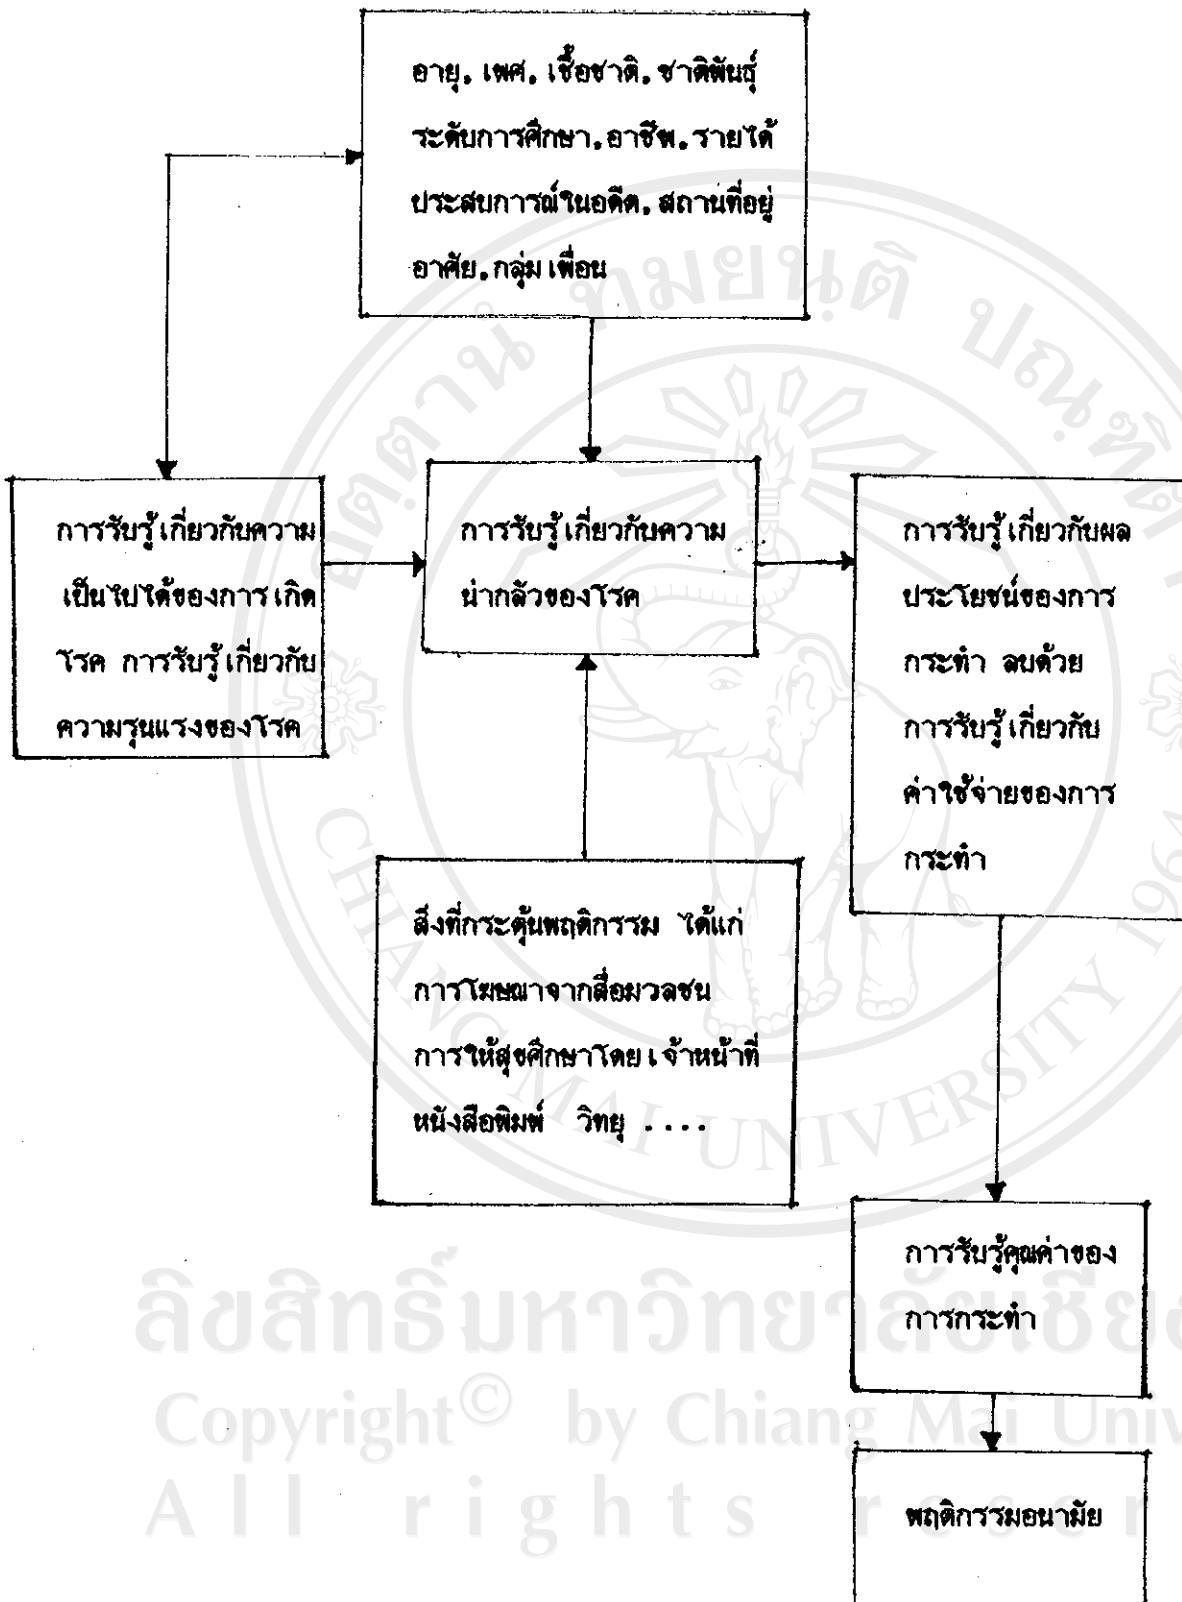 อายุ, เพศ, เชื้อชาติ, ชาติพันธุ์
ระดับการศึกษา, อาชีพ, รายได้
ประสบการณ์ในอดีต, สถานที่อยู่
อาศัย, กลุ่มเพื่อน
การรับรู้เกี่ยวกับความ
เป็นไปได้ของการเกิด
โรค การรับรู้เกี่ยวกับ
ความรุนแรงของโรค
การรับรู้เกี่ยวกับความ
น่ากลัวของโรค
การรับรู้เกี่ยวกับผล
ประโยชน์ของการ
กระทำ ลบด้วย
การรับรู้เกี่ยวกับ
ค่าใช้จ่ายของการ
กระทำ
สิ่งที่กระตุ้นพฤติกรรม ได้แก่
การโฆษณาจากสื่อมวลชน
การให้สุขศึกษาโดยเจ้าหน้าที่
หนังสือพิมพ์ วิทยุ ....
การรับรู้คุณค่าของ
การกระทำ
พฤติกรรมอนามัย
CHIANG MAI UNIVERSITY 1964
ลิขสิทธิ์มหาวิทยาลัยเชีย
Copyright© by Chiang Mai Univ
All rights reser